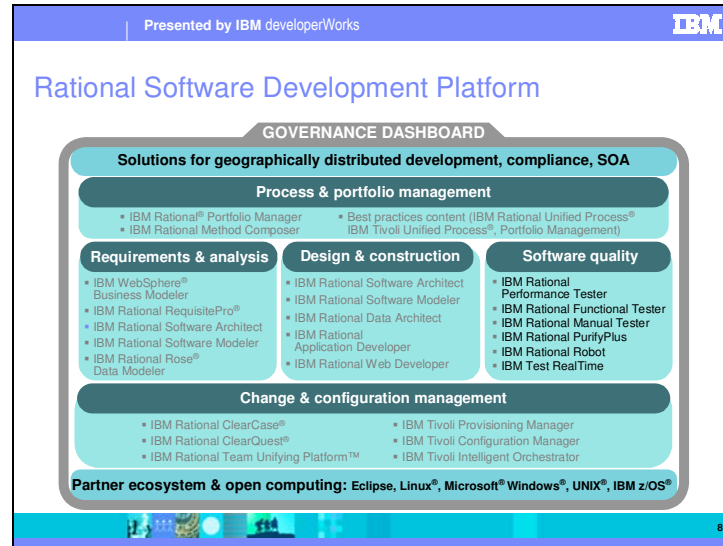 Presented by IBM developerWorks
IBM
Rational Software Development Platform
GOVERNANCE DASHBOARD
Solutions for geographically distributed development, compliance, SOA
Process & portfolio management
▪ IBM Rational® Portfolio Manager
▪ IBM Rational Method Composer
▪ Best practices content (IBM Rational Unified Process®
IBM Tivoli Unified Process®, Portfolio Management)
Requirements & analysis
▪ IBM WebSphere®
Business Modeler
▪ IBM Rational RequisitePro®
▪ IBM Rational Software Architect
▪ IBM Rational Software Modeler
▪ IBM Rational Rose®
Data Modeler
Design & construction
▪ IBM Rational Software Architect
▪ IBM Rational Software Modeler
▪ IBM Rational Data Architect
▪ IBM Rational
Application Developer
▪ IBM Rational Web Developer
Software quality
▪ IBM Rational
Performance Tester
▪ IBM Rational Functional Tester
▪ IBM Rational Manual Tester
▪ IBM Rational PurifyPlus
▪ IBM Rational Robot
▪ IBM Test RealTime
Change & configuration management
▪ IBM Rational ClearCase®
▪ IBM Rational ClearQuest®
▪ IBM Rational Team Unifying Platform™
▪ IBM Tivoli Provisioning Manager
▪ IBM Tivoli Configuration Manager
▪ IBM Tivoli Intelligent Orchestrator
Partner ecosystem & open computing: Eclipse, Linux®, Microsoft® Windows®, UNIX®, IBM z/OS®
8